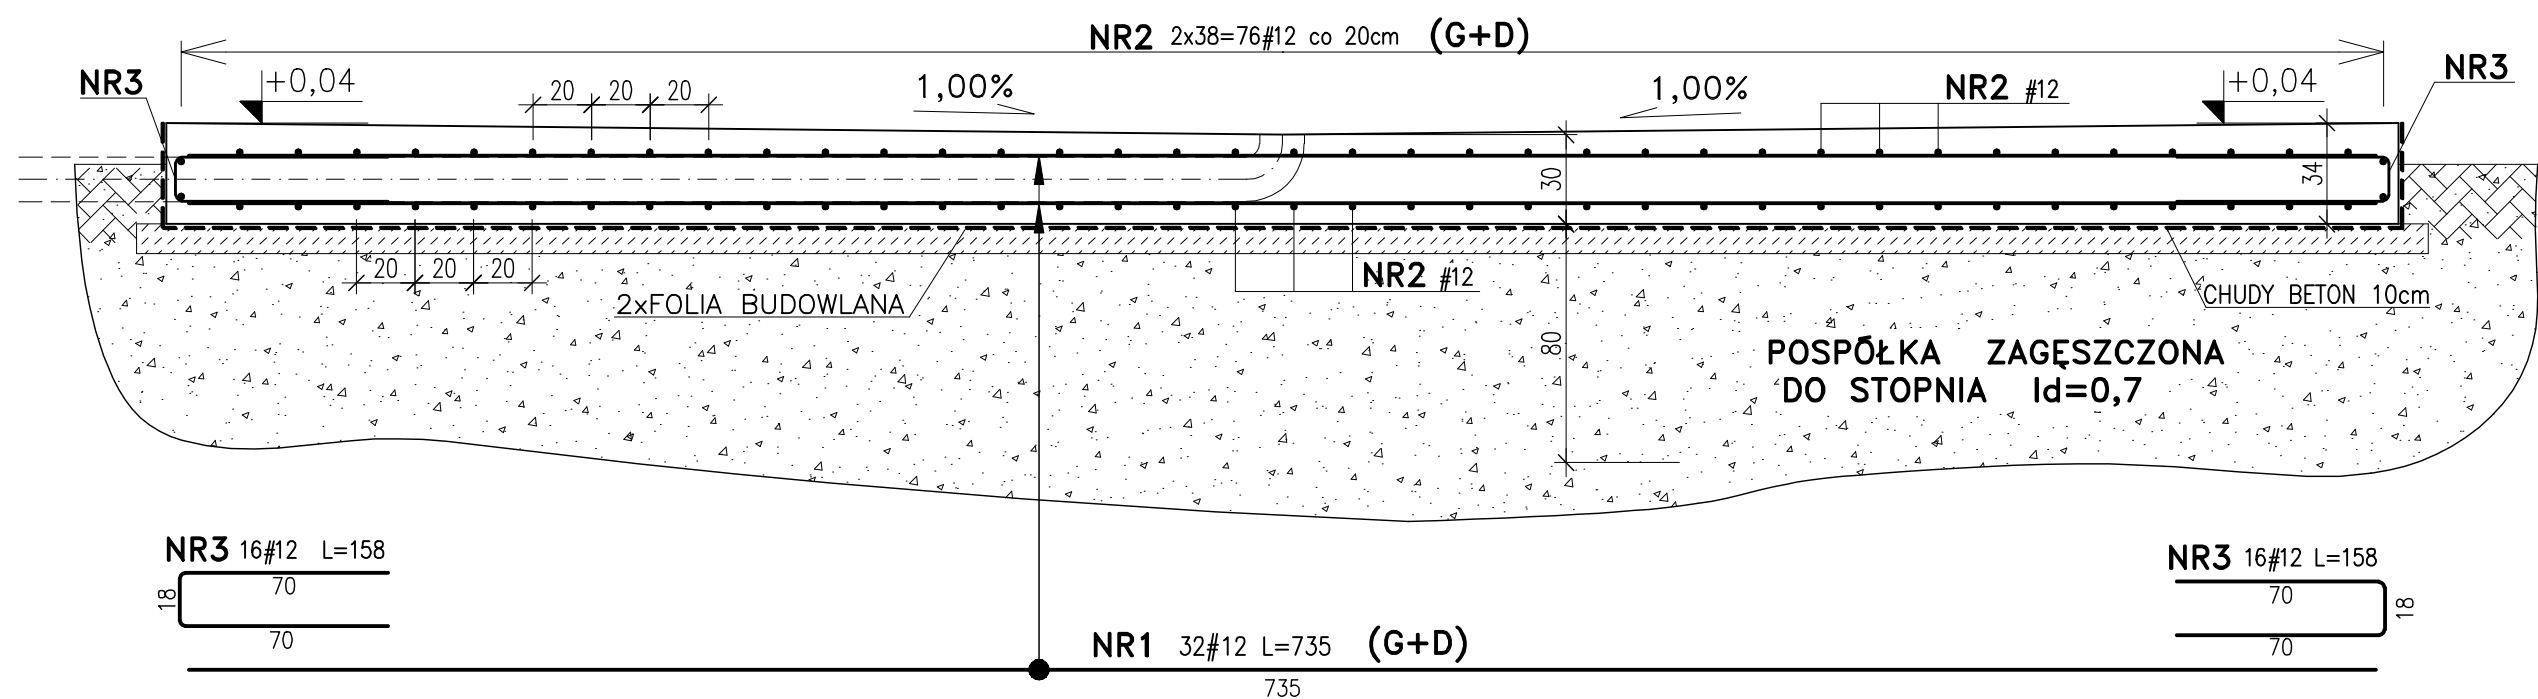 NR2 2x38=76#12 co 20cm (G+D)
NR3
+0,04
20 20 20
1,00%
1,00%
NR2 #12
+0,04
NR3
30
34
20 20 20
2xFOLIA BUDOWLANA
NR2 #12
CHUDY BETON 10cm
80
POSPÓŁKA ZAGĘSZCZONA
DO STOPNIA Id=0,7
NR3 16#12 L=158
70
18
70
NR3 16#12 L=158
70
18
70
NR1 32#12 L=735 (G+D)
735